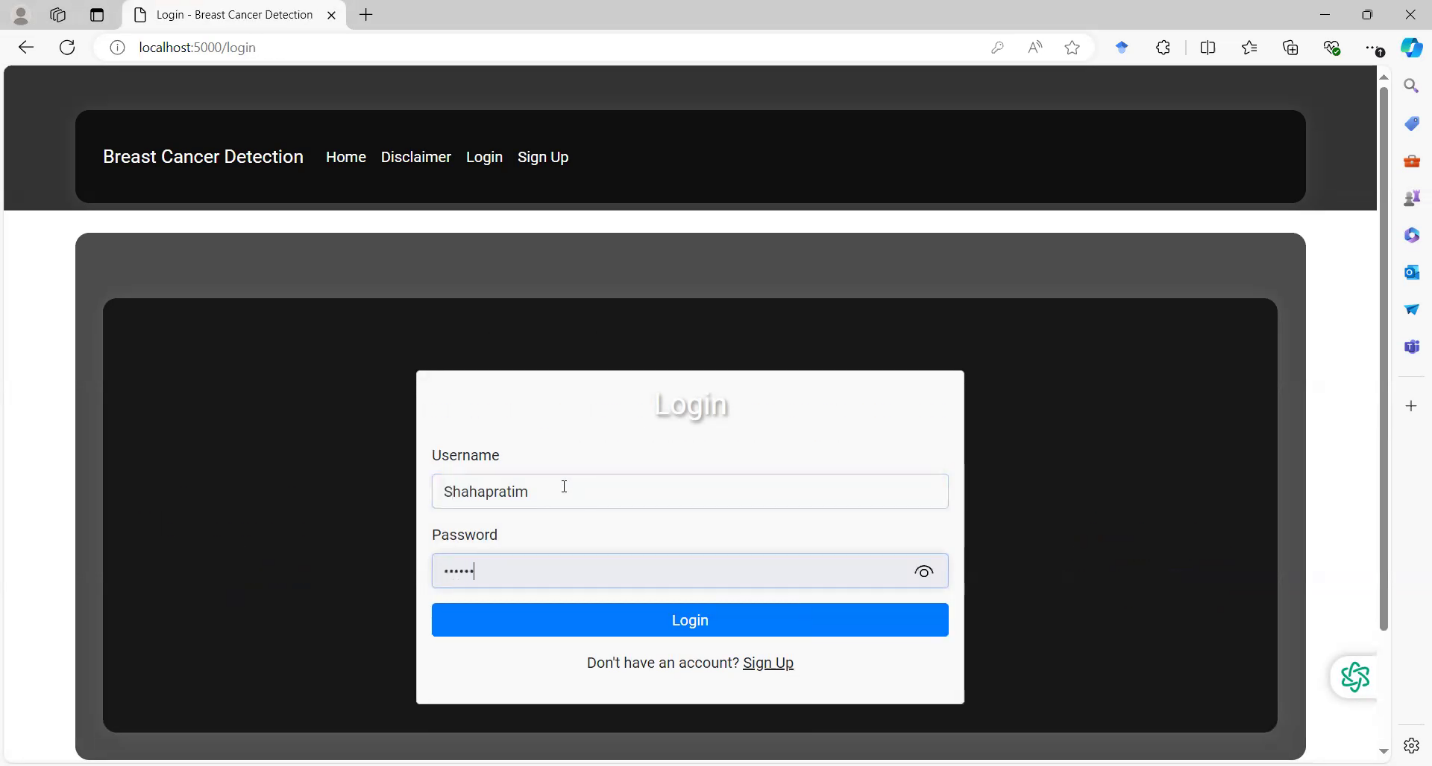 Login - Breast Cancer Detection
localhost:5000/login
Breast Cancer Detection Home Disclaimer Login Sign Up
Login
Username
Shahapratim
Password
••••••
Login
Don't have an account? Sign Up